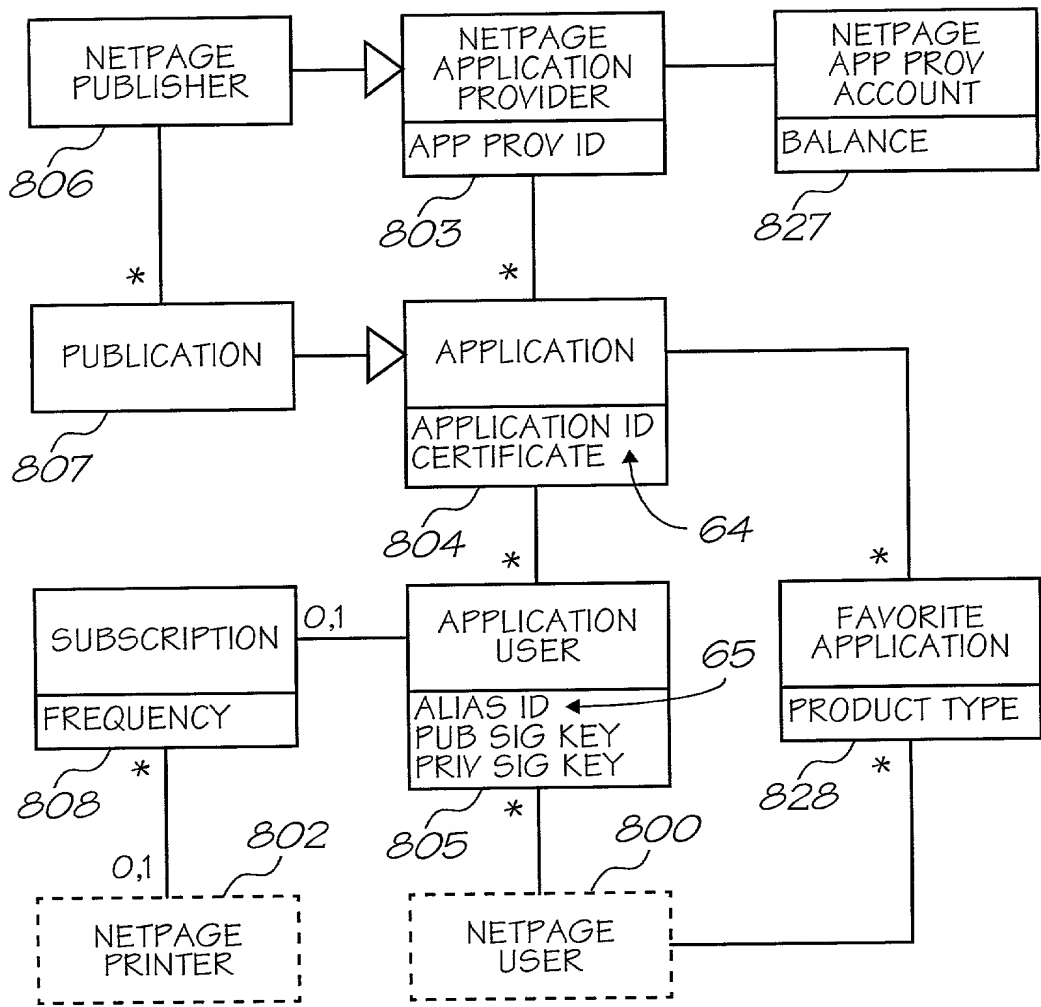 NETPAGE
PUBLISHER
NETPAGE
APPLICATION
PROVIDER
APP PROV ID
NETPAGE
APP PROV
ACCOUNT
BALANCE
806
803
827
*
*
PUBLICATION
APPLICATION
APPLICATION ID
CERTIFICATE
807
804
64
*
*
SUBSCRIPTION
FREQUENCY
0,1
APPLICATION
USER
ALIAS ID
PUB SIG KEY
PRIV SIG KEY
65
FAVORITE
APPLICATION
PRODUCT TYPE
808
*
805
*
828
*
802
800
0,1
NETPAGE
PRINTER
NETPAGE
USER